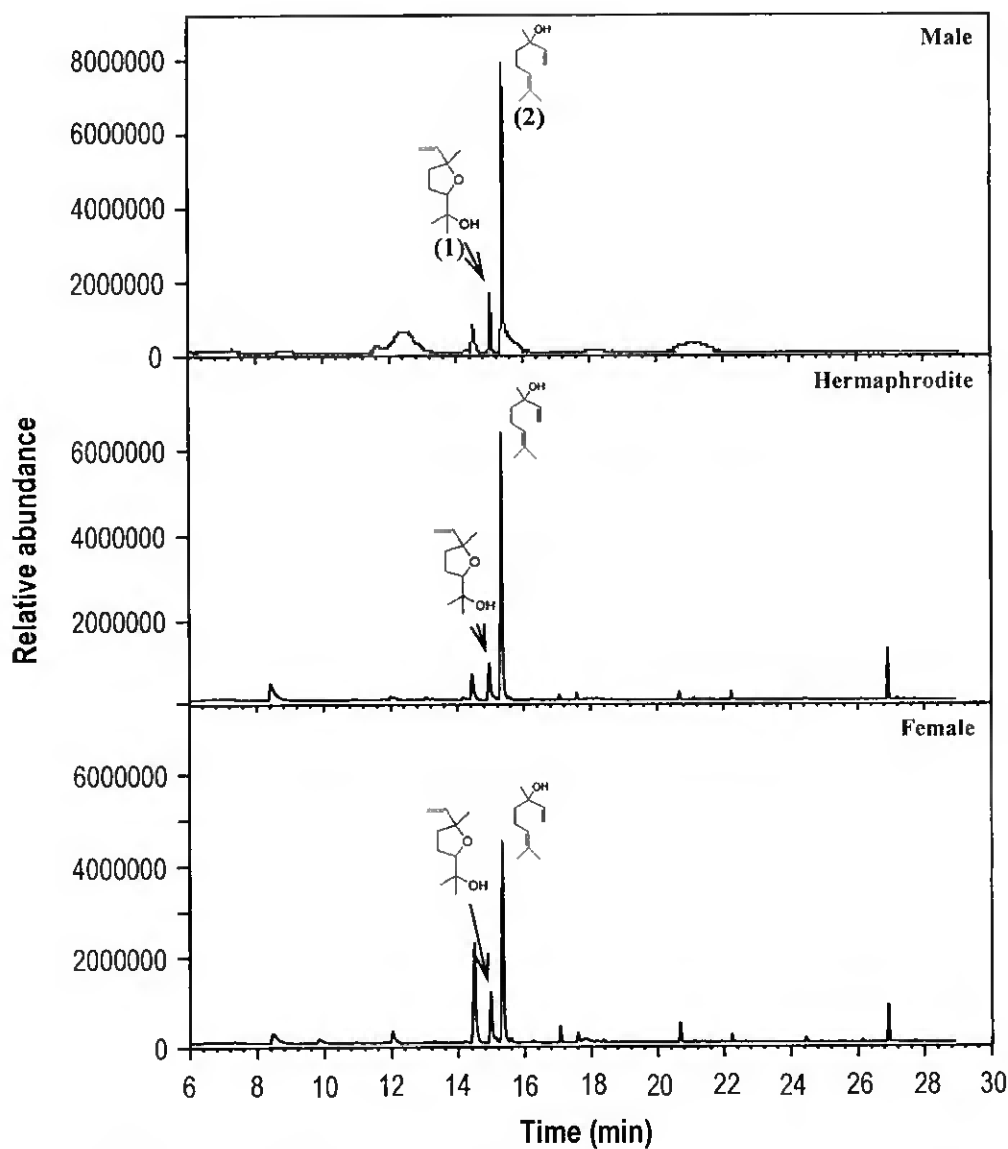 Relative abundance
Male
8000000
6000000
4000000
2000000
0
OH
(2)
O
OH
(1)
Hermaphrodite
6000000
4000000
2000000
OH
O
OH
Female
6000000
4000000
2000000
0
OH
O
OH
6 8 10 12 14 16 18 20 22 24 26 28 30
Time (min)